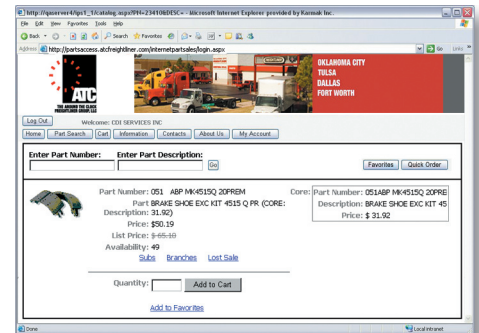 http://qaserver4/ips1_1/catalog.aspx?PN=23410&DESC= - Microsoft Internet Explorer provided by Karmak Inc.
File Edit View Favorites Tools Help
Back Search Favorites
Address http://partsaccess.atcfreightliner.com/internetpartsales/login.aspx Go Links
ATC
THE AROUND THE CLOCK
FREIGHTLINER GROUP, LLC
OKLAHOMA CITY
TULSA
DALLAS
FORT WORTH
Log Out Welcome: CDI SERVICES INC
Home Part Search Cart Information Contacts About Us My Account
Enter Part Number: Enter Part Description:
Go Favorites Quick Order
Part Number: 051 ABP MK4515Q 20PREM Core: Part Number: 051ABP MK4515Q 20PRE
Part Description: BRAKE SHOE EXC KIT 4515 Q PR (CORE: 31.92) Description: BRAKE SHOE EXC KIT 45
Price: $50.19 Price: $ 31.92
List Price: $ 65.10
Availability: 49
Subs Branches Lost Sale
Quantity: Add to Cart
Add to Favorites
Done Local intranet